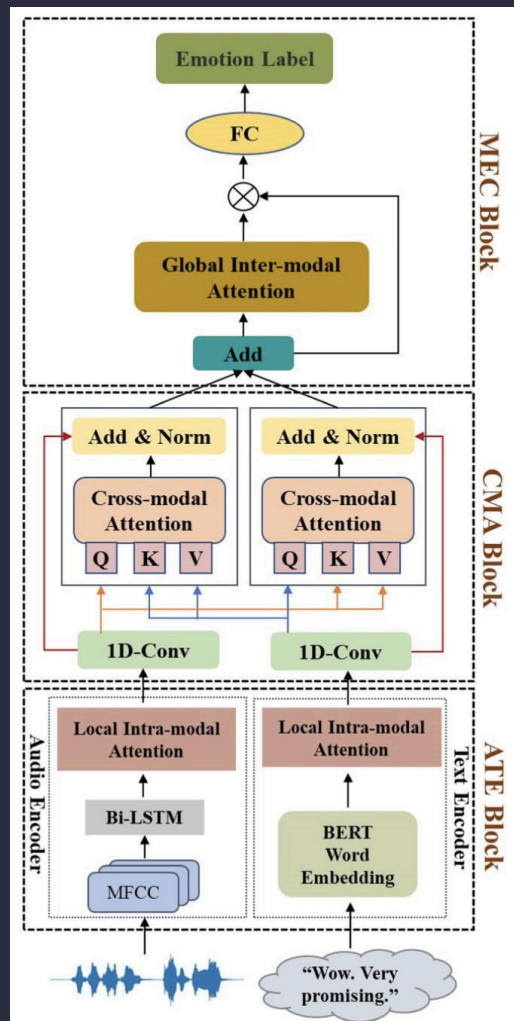 Emotion Label
FC
Global Inter-modal
Attention
Add
MEC Block
Add & Norm
Cross-modal
Attention
Q K V
Add & Norm
Cross-modal
Attention
Q K V
1D-Conv
1D-Conv
CMA Block
Audio Encoder
Local Intra-modal
Attention
Bi-LSTM
MFCC
Local Intra-modal
Attention
BERT
Word
Embedding
Text Encoder
ATE Block
“Wow. Very
promising.”